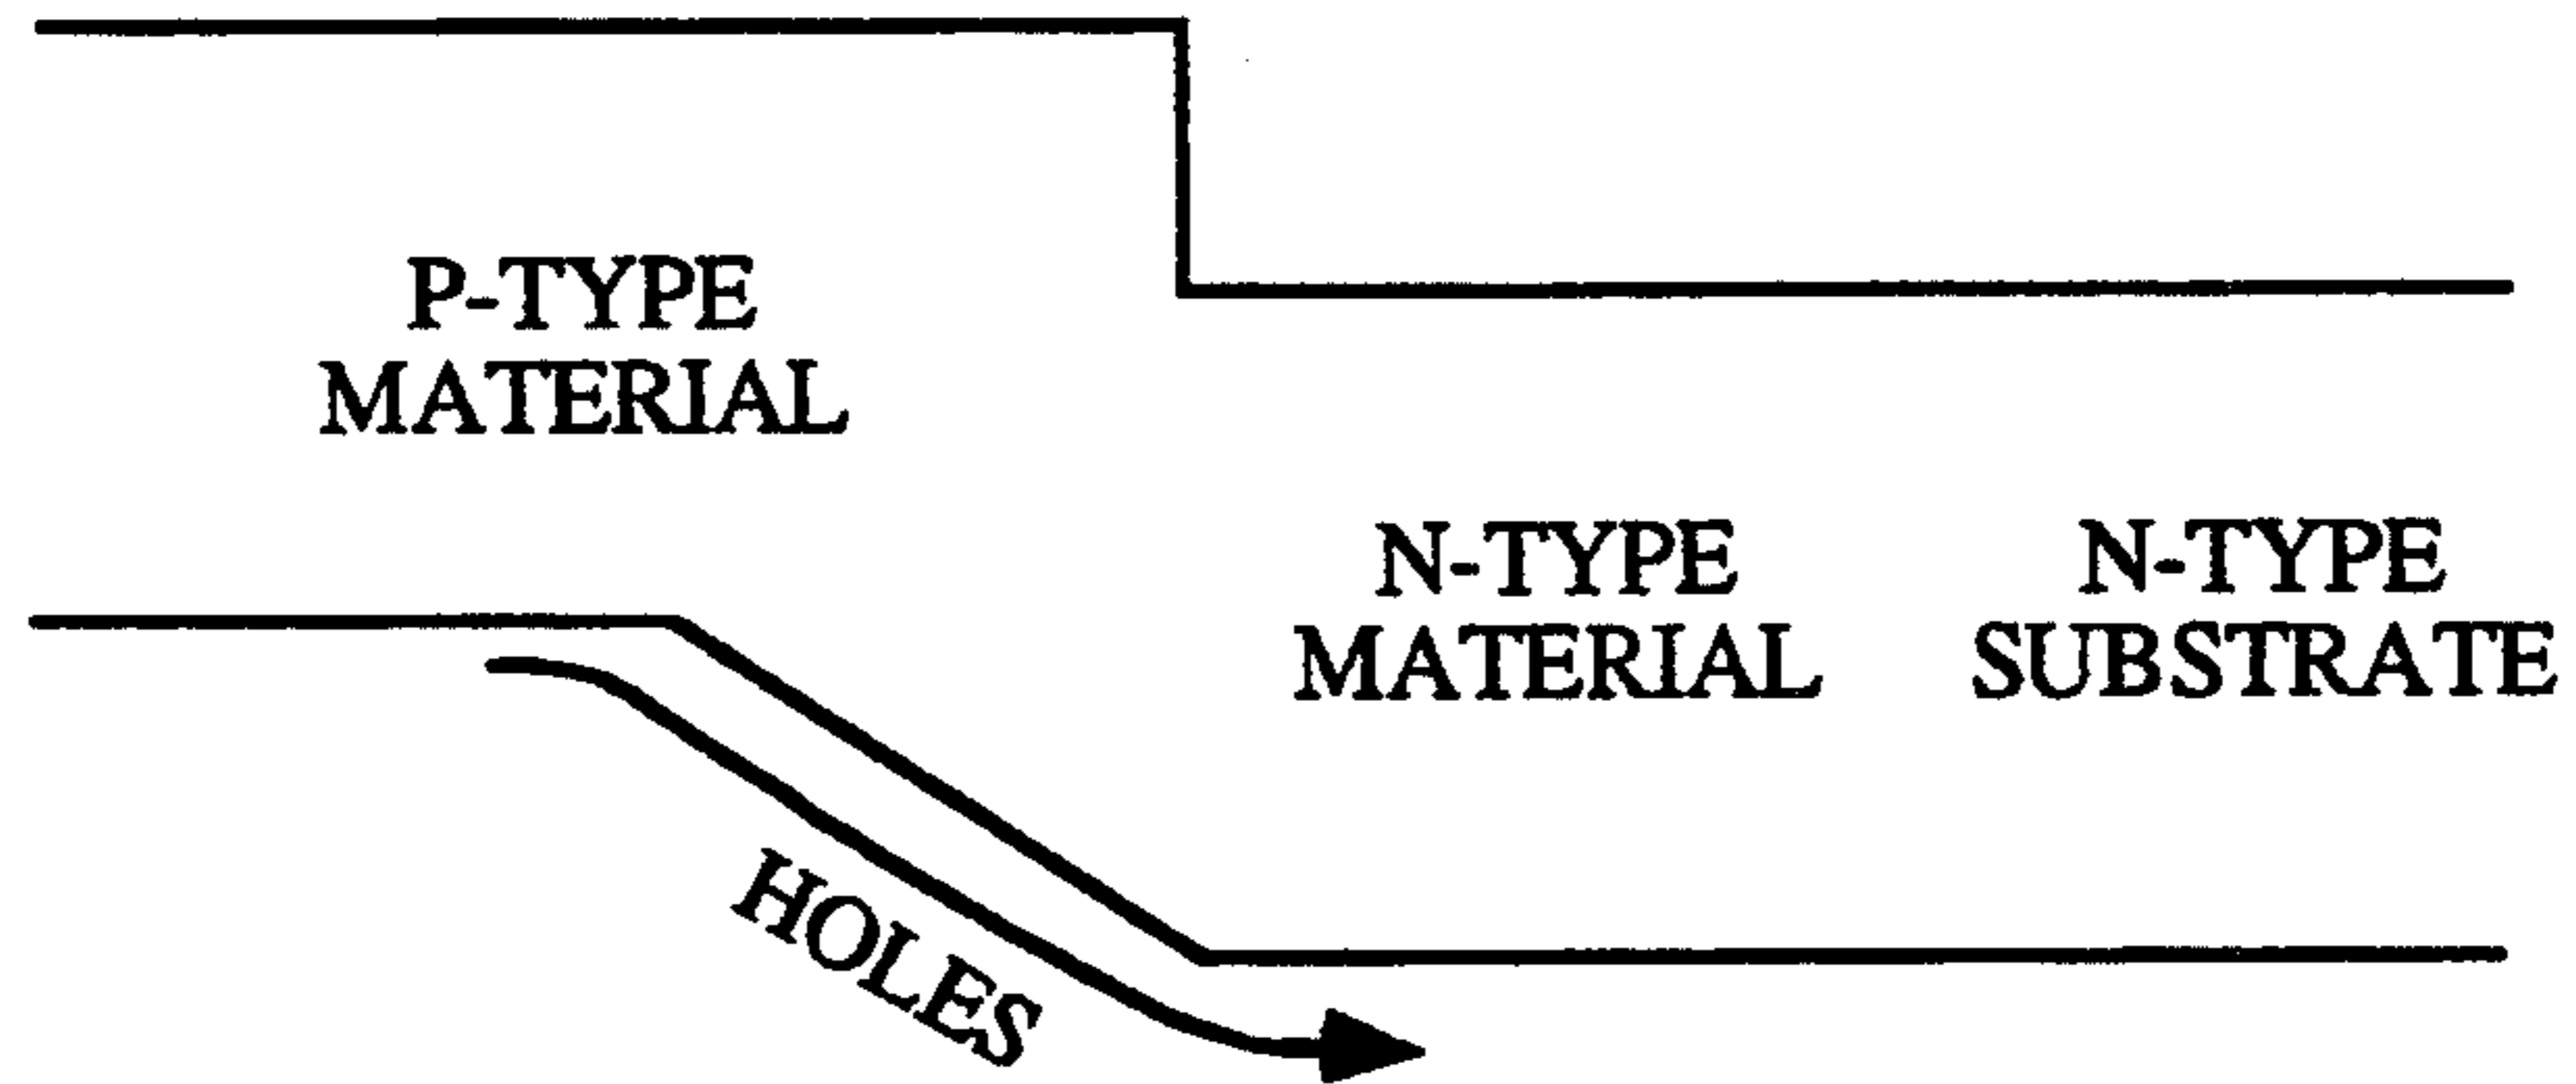 P-TYPE
MATERIAL
N-TYPE
MATERIAL
N-TYPE
SUBSTRATE
HOLES